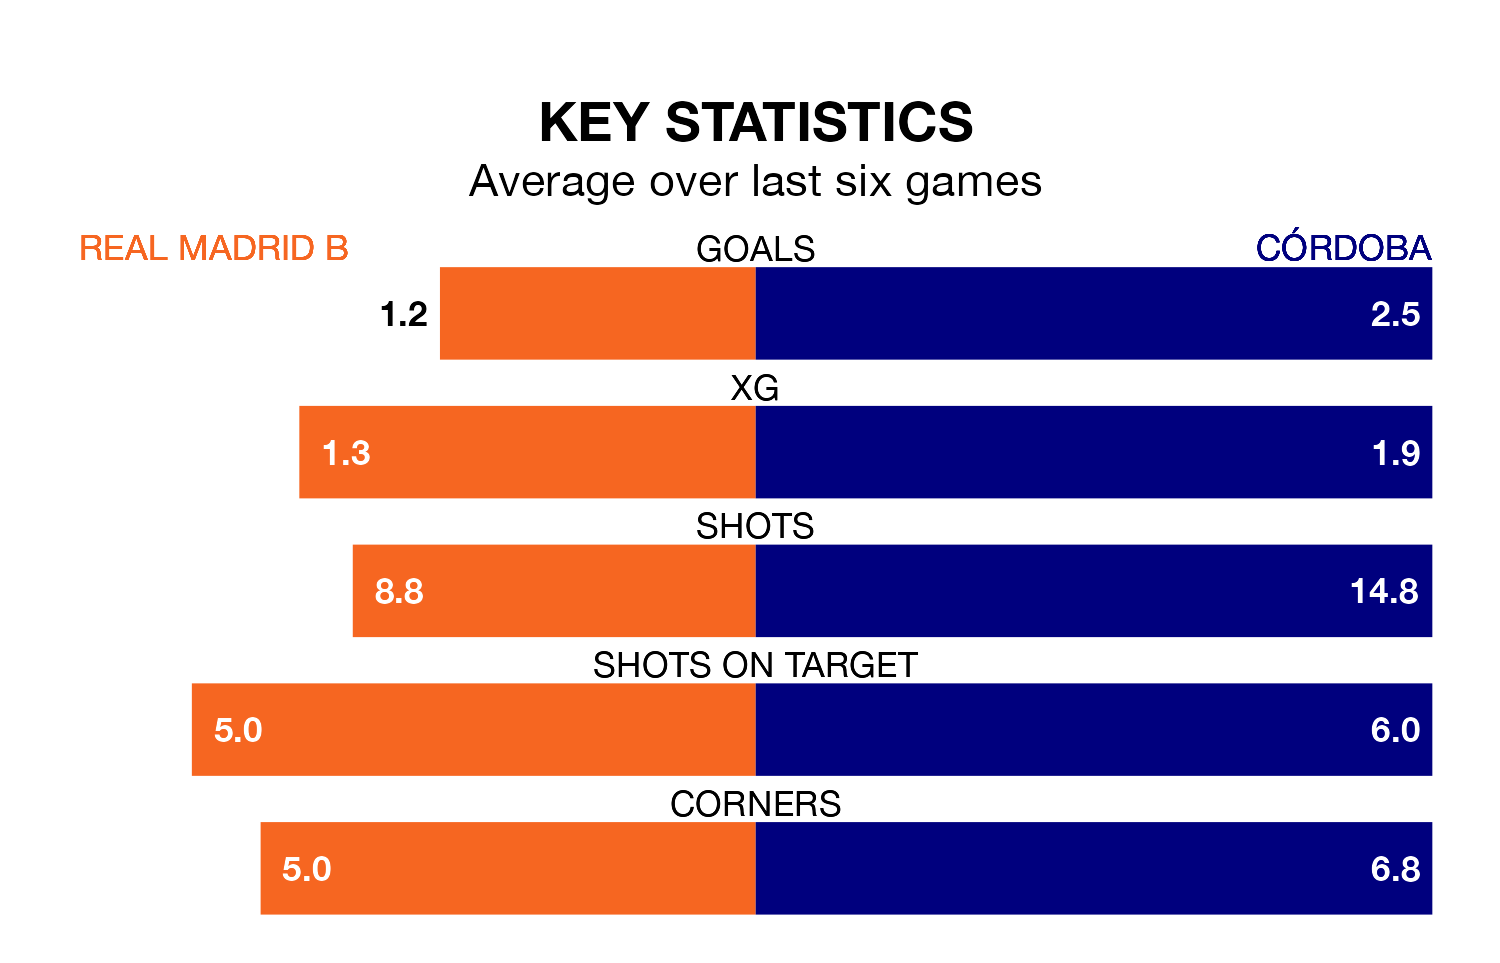 KEY STATISTICS
Average over last six games
REAL MADRID B GOALS CÓRDOBA
1.2 2.5
XG
1.3 1.9
SHOTS
8.8 14.8
SHOTS ON TARGET
5.0 6.0
CORNERS
5.0 6.8